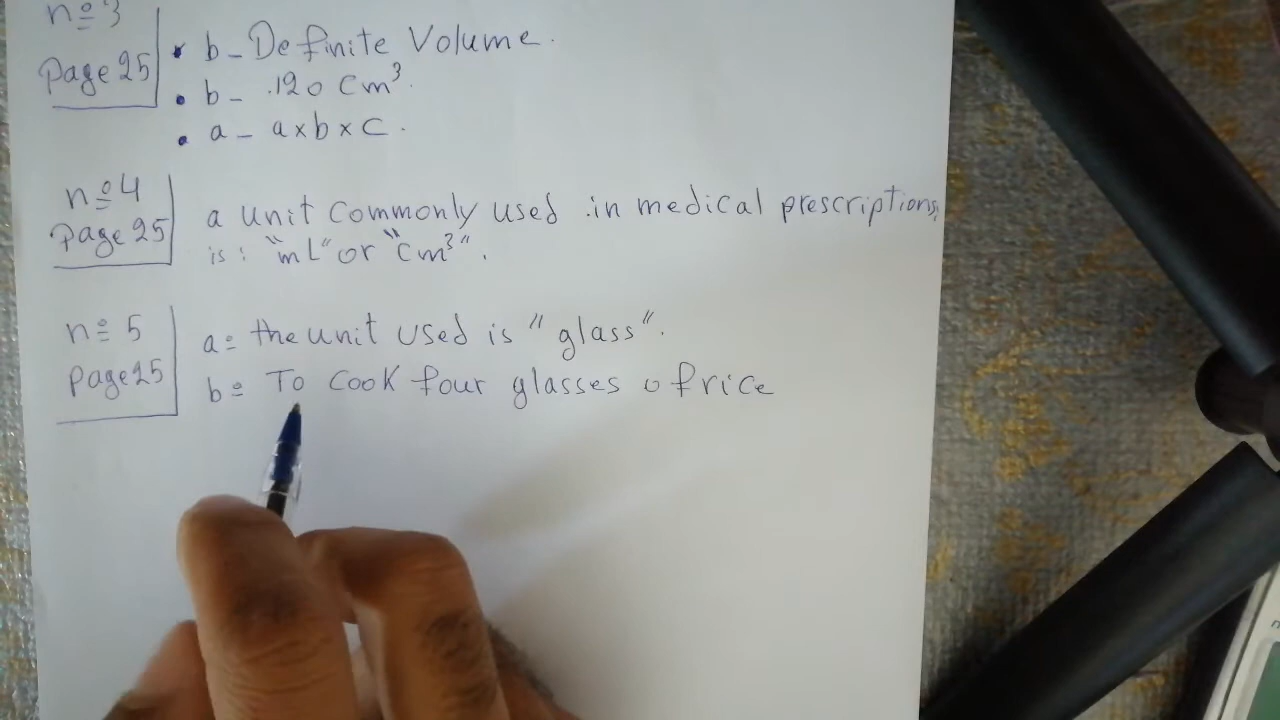 n° 3
Page 25
• b - Definite Volume.
• b - 120 cm³.
• a - a x b x c.
n° 4
Page 25
a unit commonly used in medical prescriptions,
is: "mL" or "cm³".
n° 5
Page 25
a= the unit used is "glass".
b= To cook four glasses of rice